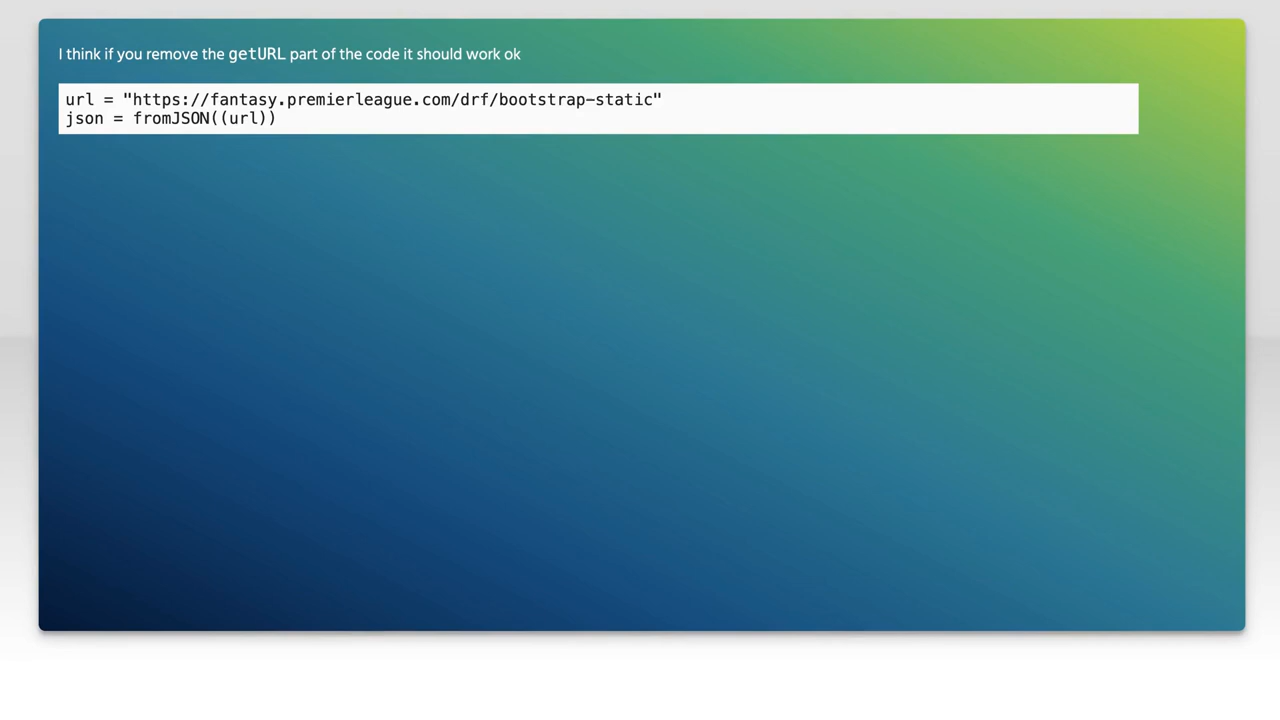 I think if you remove the getURL part of the code it should work ok
url = "https://fantasy.premierleague.com/drf/bootstrap-static"
json = fromJSON((url))